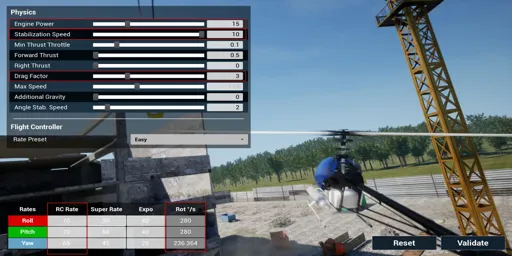 Physics
Engine Power 15
Stabilization Speed 10
Min Thrust Throttle 0.1
Forward Thrust 0.5
Right Thrust 0
Drag Factor 3
Max Speed
Additional Gravity 0
Angle Stab. Speed 2
Flight Controller
Rate Preset Easy
Rates RC Rate Super Rate Expo Rot °/s
Roll 280
Pitch 280
Yaw 236.364
Reset Validate